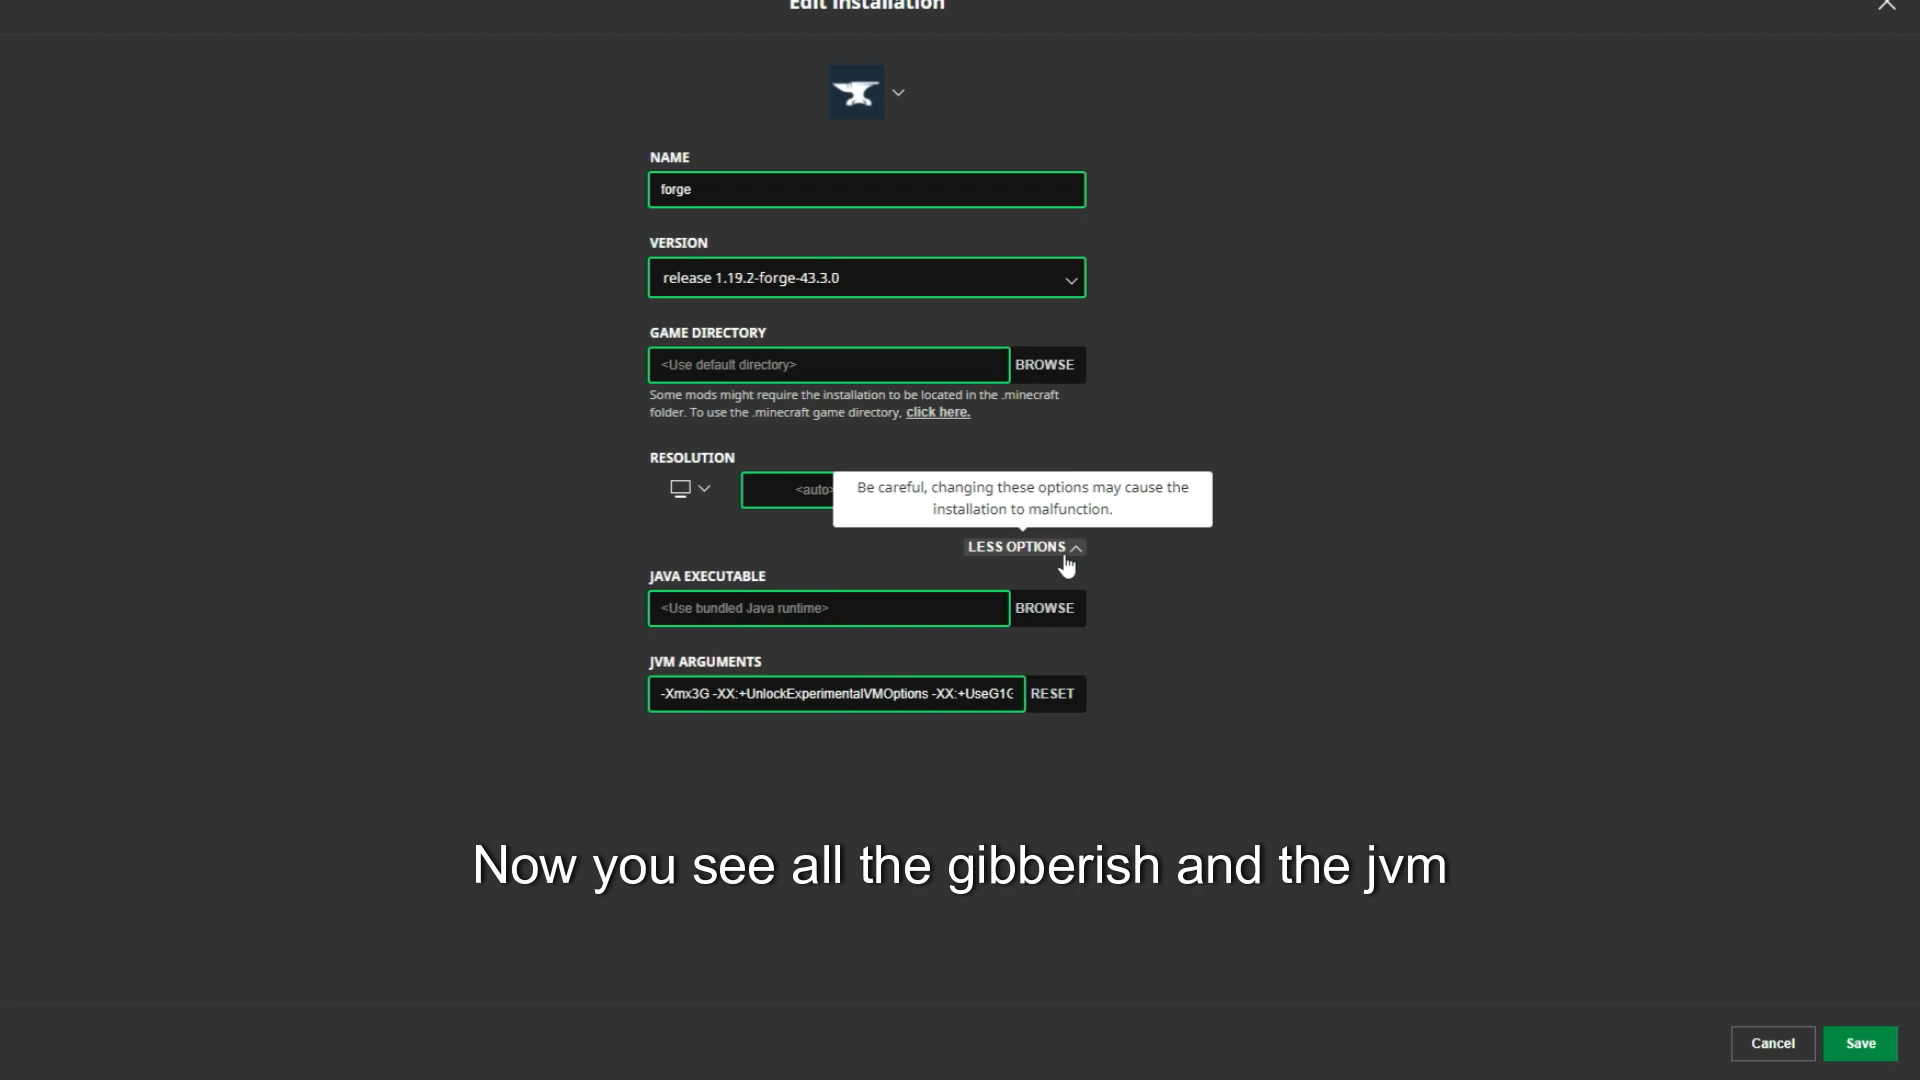 Edit Installation
NAME
forge
VERSION
release 1.19.2-forge-43.3.0
GAME DIRECTORY
<Use default directory>
BROWSE
Some mods might require the installation to be located in the .minecraft
folder. To use the .minecraft game directory, click here.
RESOLUTION
<auto>
Be careful, changing these options may cause the
installation to malfunction.
LESS OPTIONS
JAVA EXECUTABLE
<Use bundled Java runtime>
BROWSE
JVM ARGUMENTS
-Xmx3G -XX:+UnlockExperimentalVMOptions -XX:+UseG1G
RESET
Now you see all the gibberish and the jvm
Cancel
Save